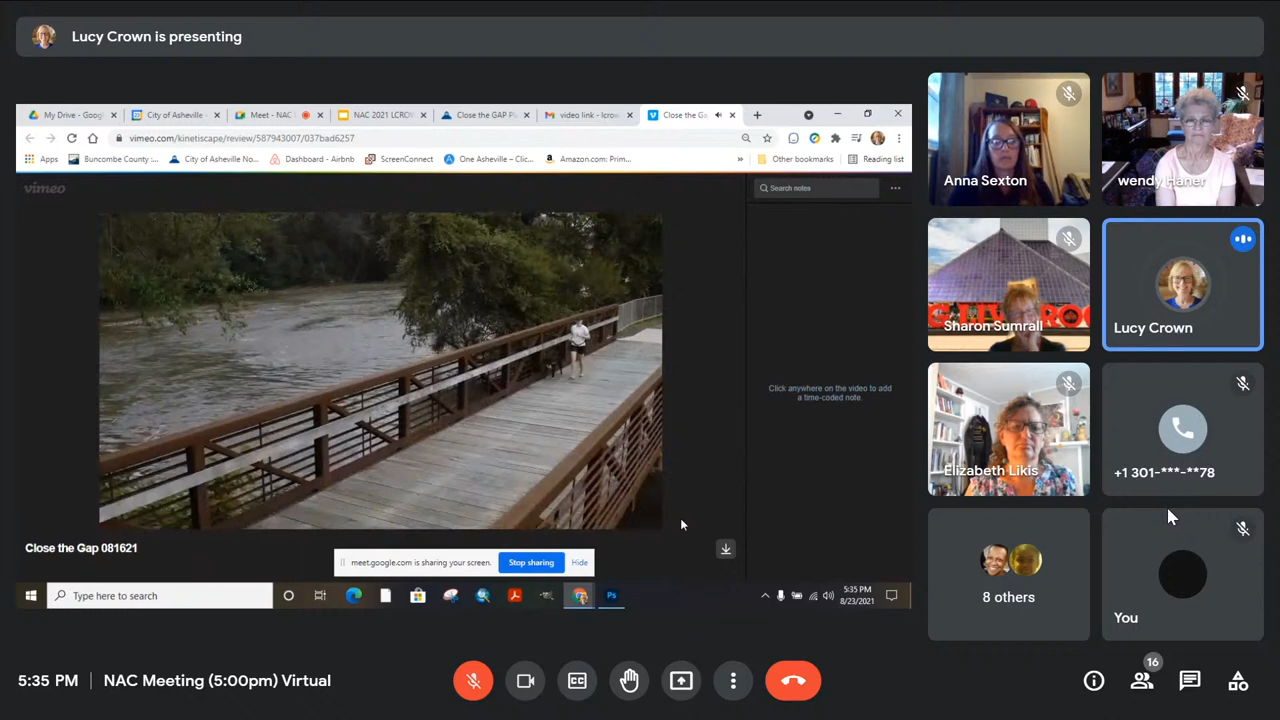 Lucy Crown is presenting
My Drive - Goog
City of Asheville -
Meet - NAC
NAC 2021 LCROW
Close the GAP Pl
video link - lcrow
Close the Ga
vimeo.com/kinetiscape/review/587943007/037bad6257
Apps
Buncombe County :...
City of Asheville No...
Dashboard - Airbnb
ScreenConnect
One Asheville – Clic...
Amazon.com: Prim...
»
Other bookmarks
Reading list
vimeo
Search notes
Click anywhere on the video to add
a time-coded note.
Close the Gap 081621
meet.google.com is sharing your screen.
Stop sharing
Hide
Type here to search
Ps
5:35 PM
8/23/2021
Anna Sexton
wendy Haner
Sharon Sumrall
Lucy Crown
Elizabeth Likis
+1 301-***-**78
8 others
You
5:35 PM | NAC Meeting (5:00pm) Virtual
16